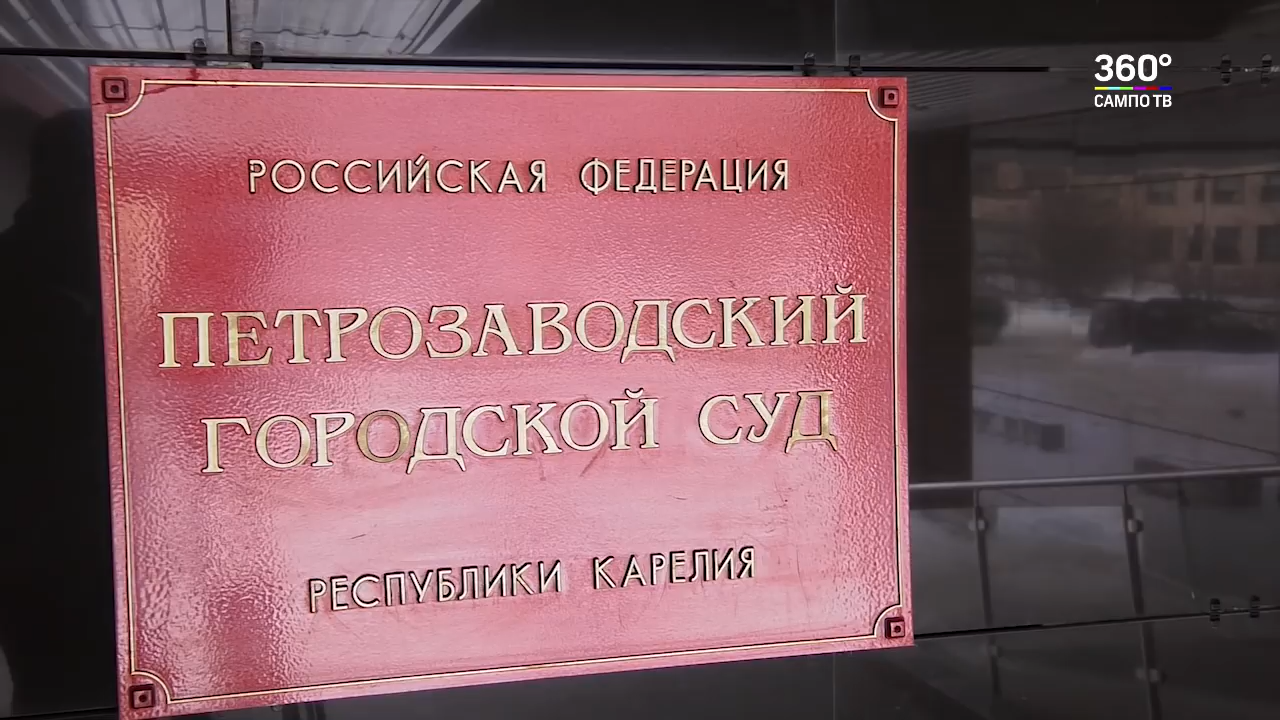 360°
САМПО ТВ
РОССИЙСКАЯ ФЕДЕРАЦИЯ
ПЕТРОЗАВОДСКИЙ
ГОРОДСКОЙ СУД
РЕСПУБЛИКИ КАРЕЛИЯ